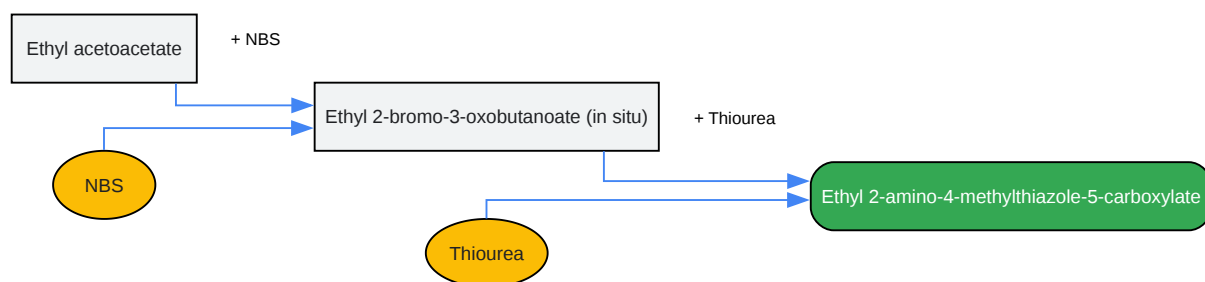 Ethyl acetoacetate
+ NBS
Ethyl 2-bromo-3-oxobutanoate (in situ)
+ Thiourea
NBS
Ethyl 2-amino-4-methylthiazole-5-carboxylate
Thiourea